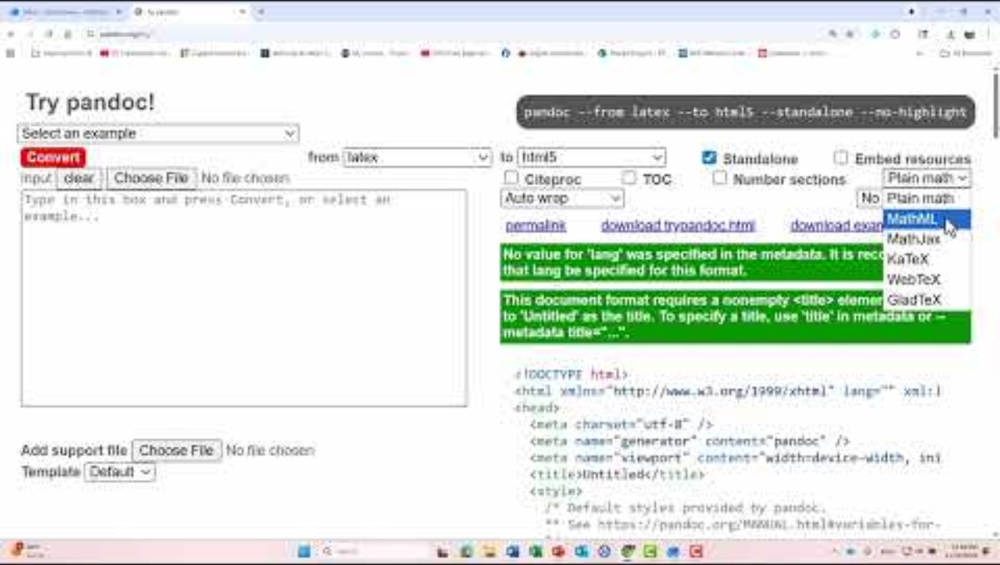 Try pandoc!
pandoc --from latex --to html5 --standalone --no-highlight
Select an example
Convert
from latex
to html5
Standalone
Embed resources
input clear Choose File No file chosen
Citeproc
TOC
Number sections
Plain math
Type in this box and press Convert, or select an
example...
Auto wrap
No
Plain math
MathML
MathJax
KaTeX
WebTeX
GladTeX
permalink
download trypandoc.html
download exam
No value for 'lang' was specified in the metadata. It is reco
that lang be specified for this format.
This document format requires a nonempty <title> elemen
to 'Untitled' as the title. To specify a title, use 'title' in metadata or --
metadata title="...".
<!DOCTYPE html>
<html xmlns="http://www.w3.org/1999/xhtml" lang="" xml:l
<head>
<meta charset="utf-8" />
<meta name="generator" content="pandoc" />
<meta name="viewport" content="width=device-width, ini
<title>Untitled</title>
<style>
/* Default styles provided by pandoc.
** See https://pandoc.org/MANUAL.html#variables-for-
Add support file Choose File No file chosen
Template Default